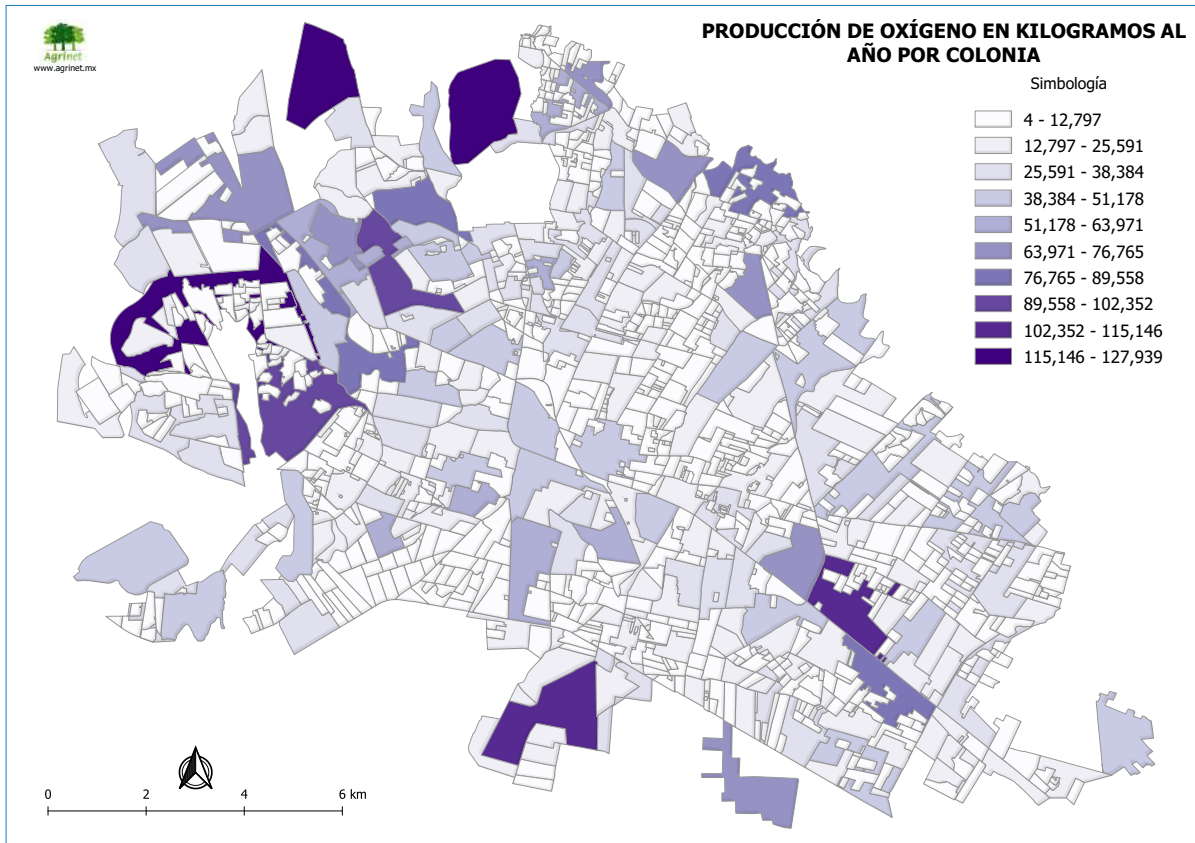 Agrinet
www.agrinet.mx
PRODUCCIÓN DE OXÍGENO EN KILOGRAMOS AL
AÑO POR COLONIA
Simbología
4 - 12,797
12,797 - 25,591
25,591 - 38,384
38,384 - 51,178
51,178 - 63,971
63,971 - 76,765
76,765 - 89,558
89,558 - 102,352
102,352 - 115,146
115,146 - 127,939
0 2 4 6 km